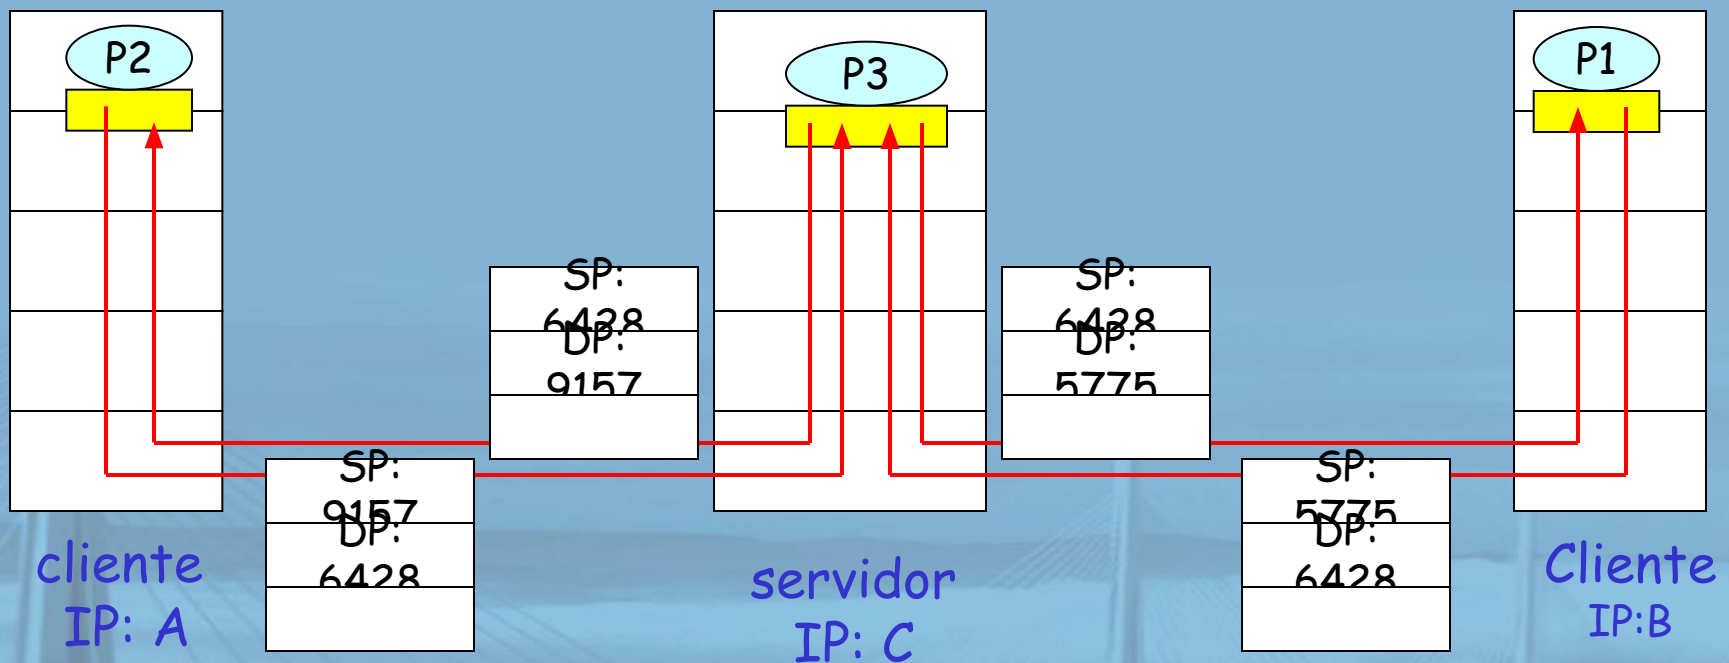 P2
P3
P1
SP:
6428
DP:
9157
SP:
6428
DP:
5775
SP:
9157
DP:
6428
SP:
5775
DP:
6428
cliente
IP: A
servidor
IP: C
Cliente
IP:B